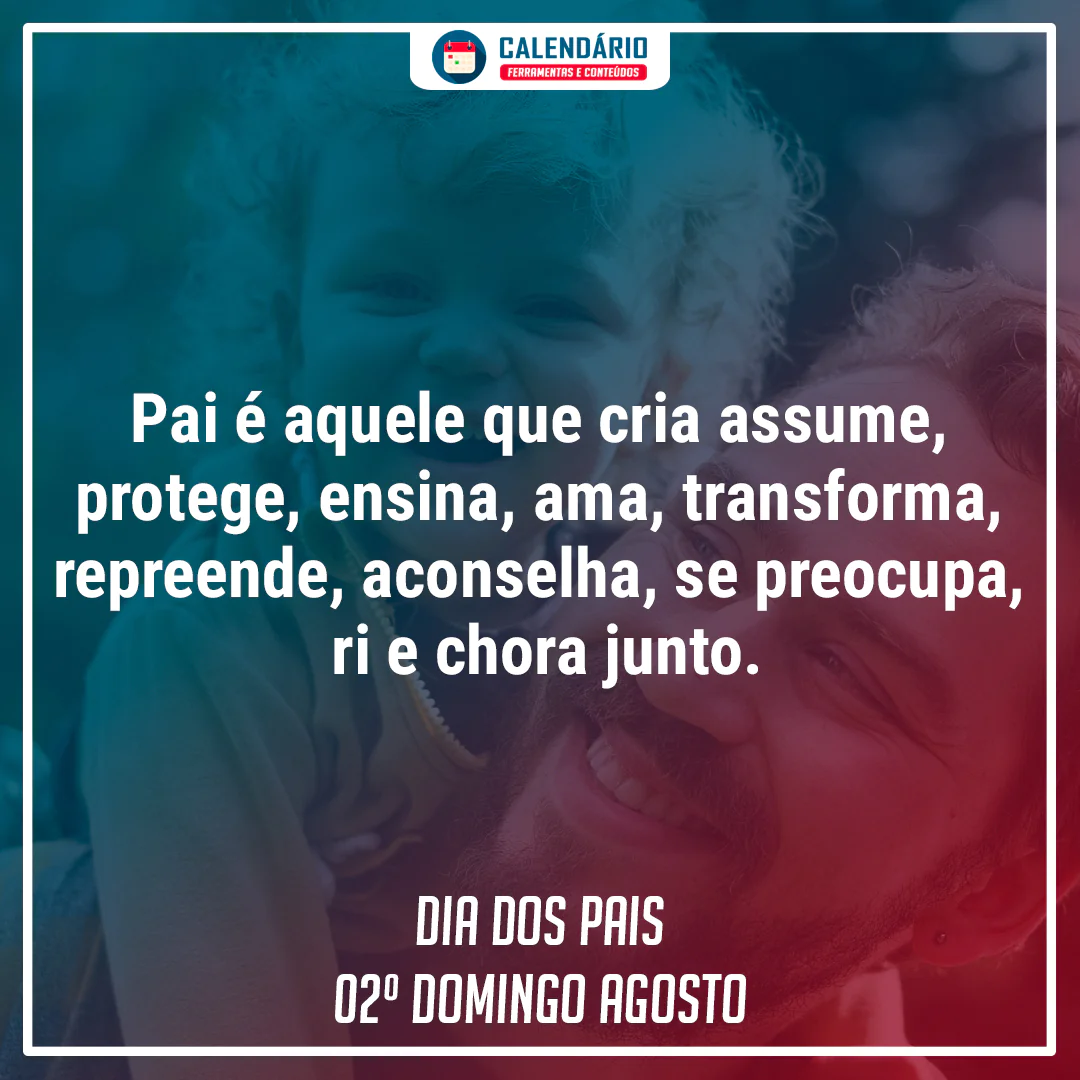 CALENDÁRIO
FERRAMENTAS E CONTEÚDOS
Pai é aquele que cria assume,
protege, ensina, ama, transforma,
repreende, aconselha, se preocupa,
ri e chora junto.
DIA DOS PAIS
02º DOMINGO AGOSTO